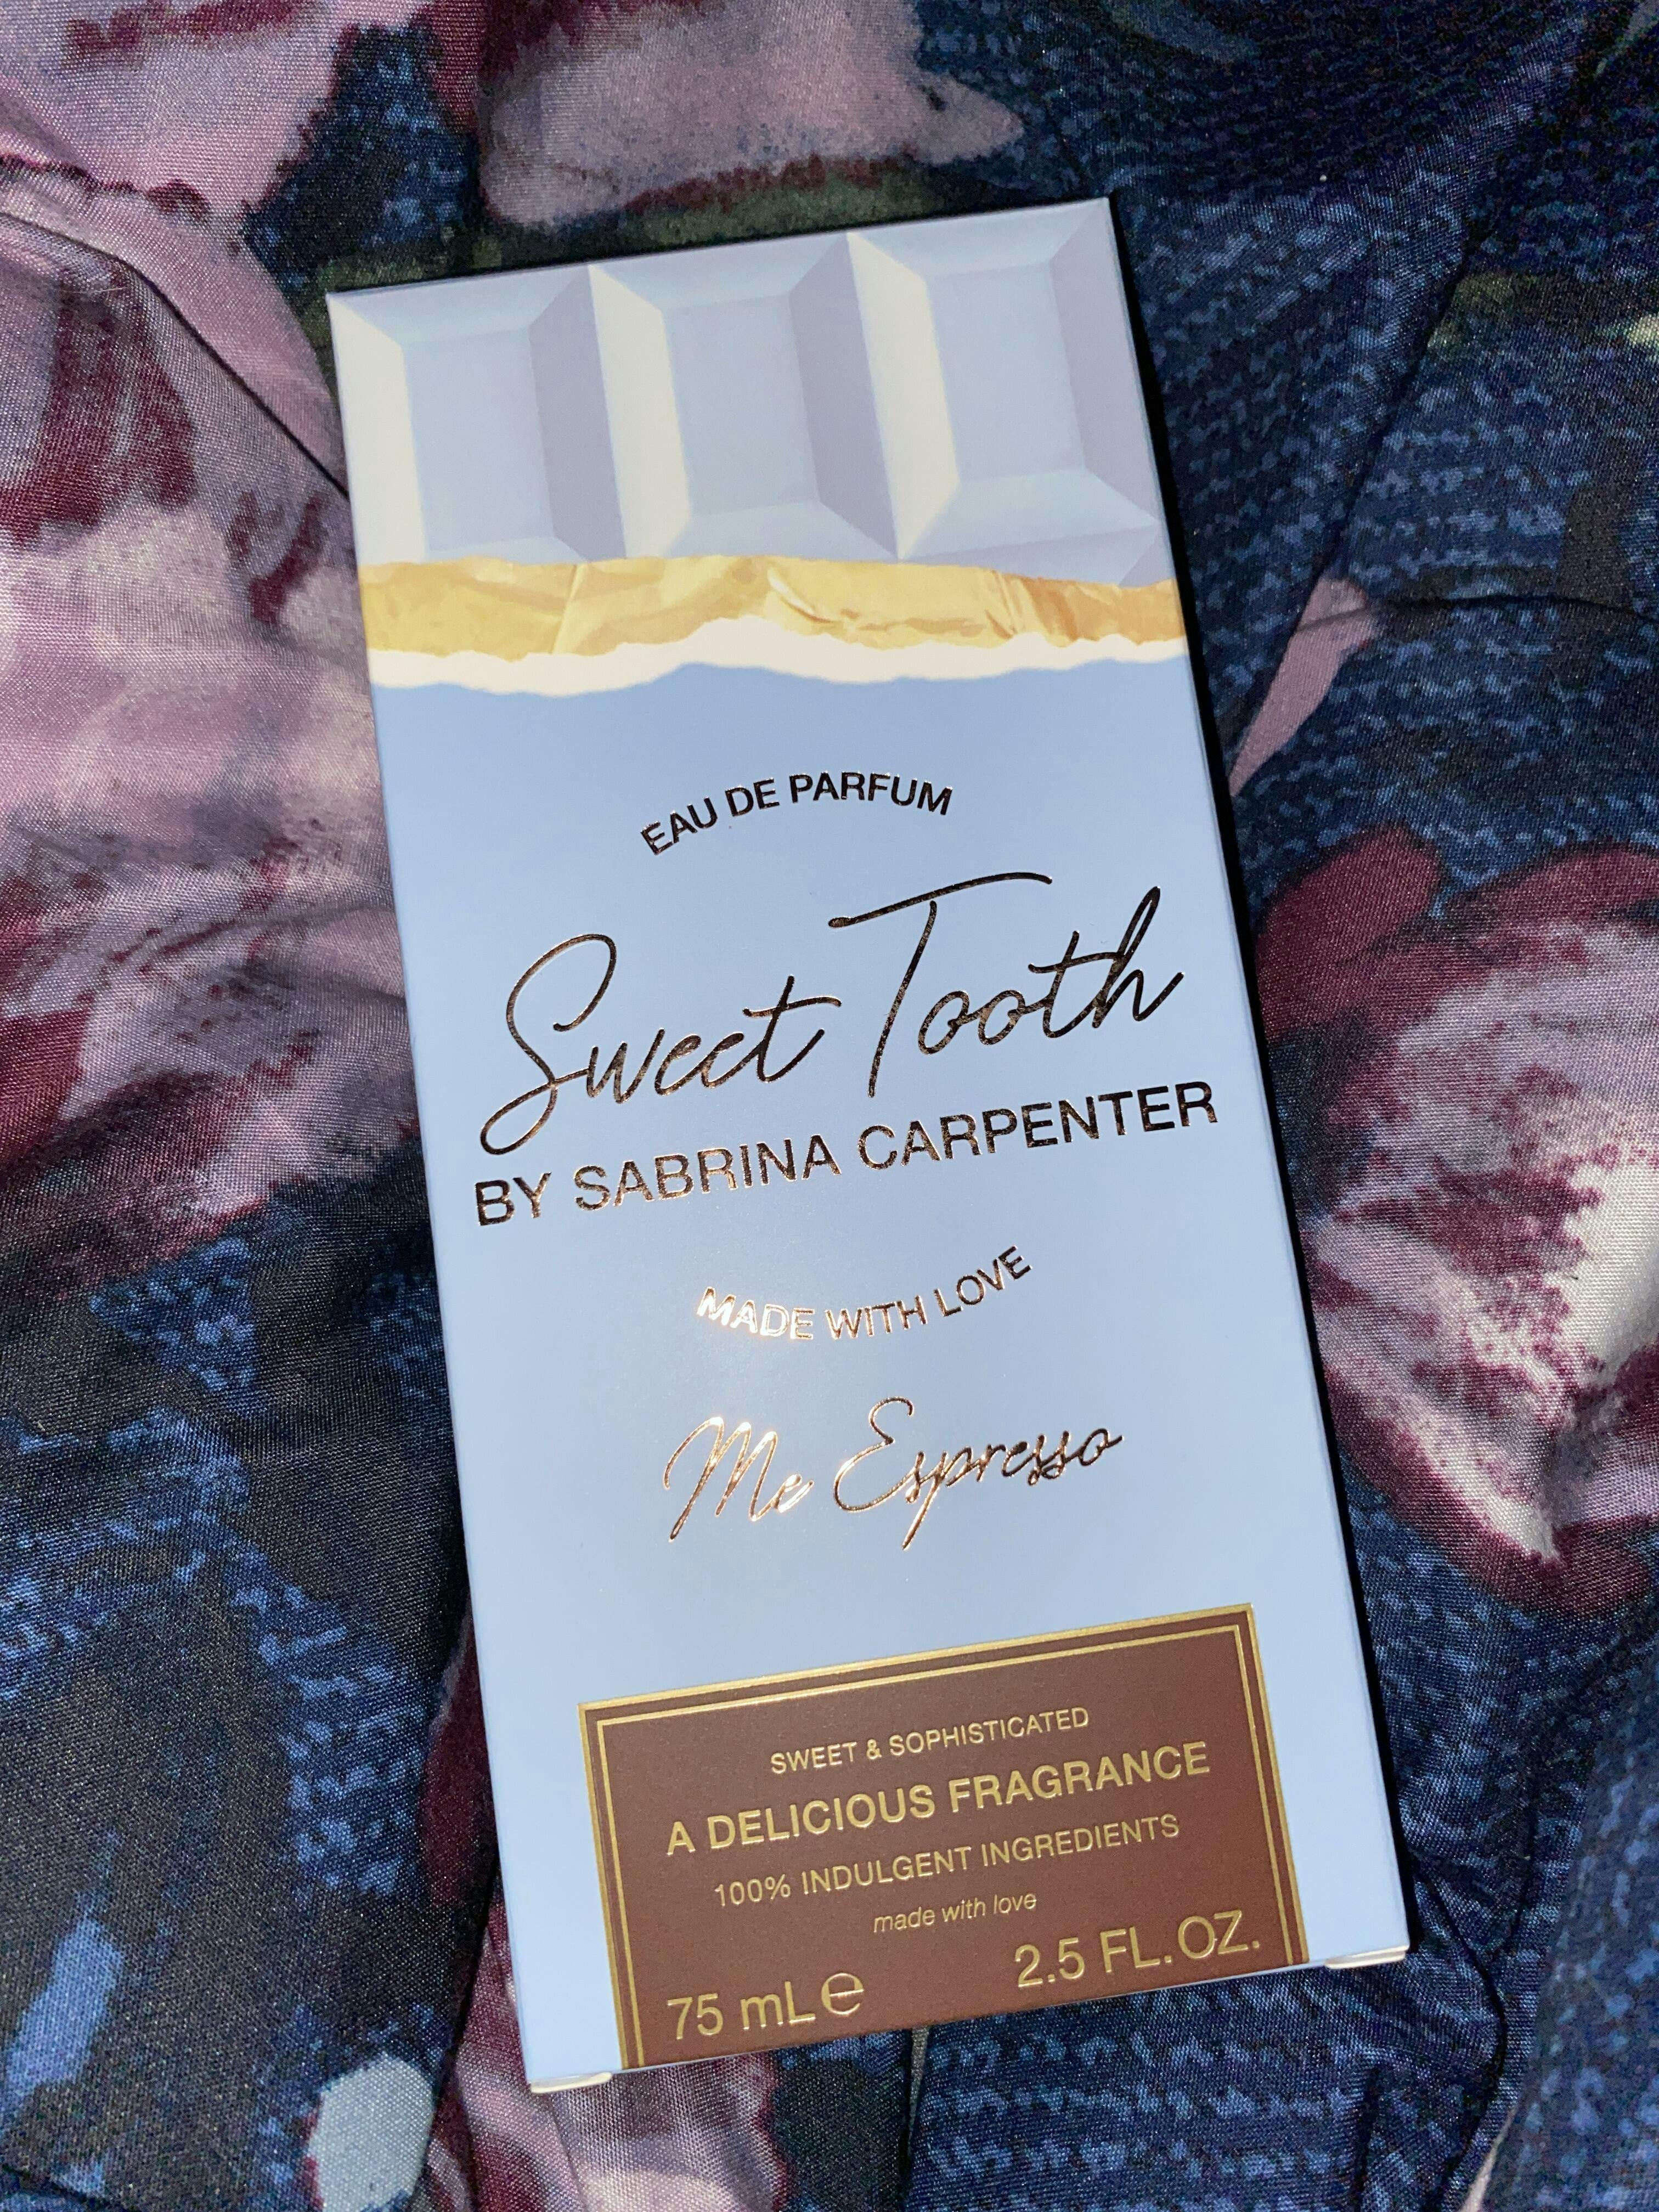 EAU DE PARFUM
Sweet Tooth
BY SABRINA CARPENTER
MADE WITH LOVE
Me Espresso
SWEET & SOPHISTICATED
A DELICIOUS FRAGRANCE
100% INDULGENT INGREDIENTS
made with love
75 mL℮ 2.5 FL.OZ.